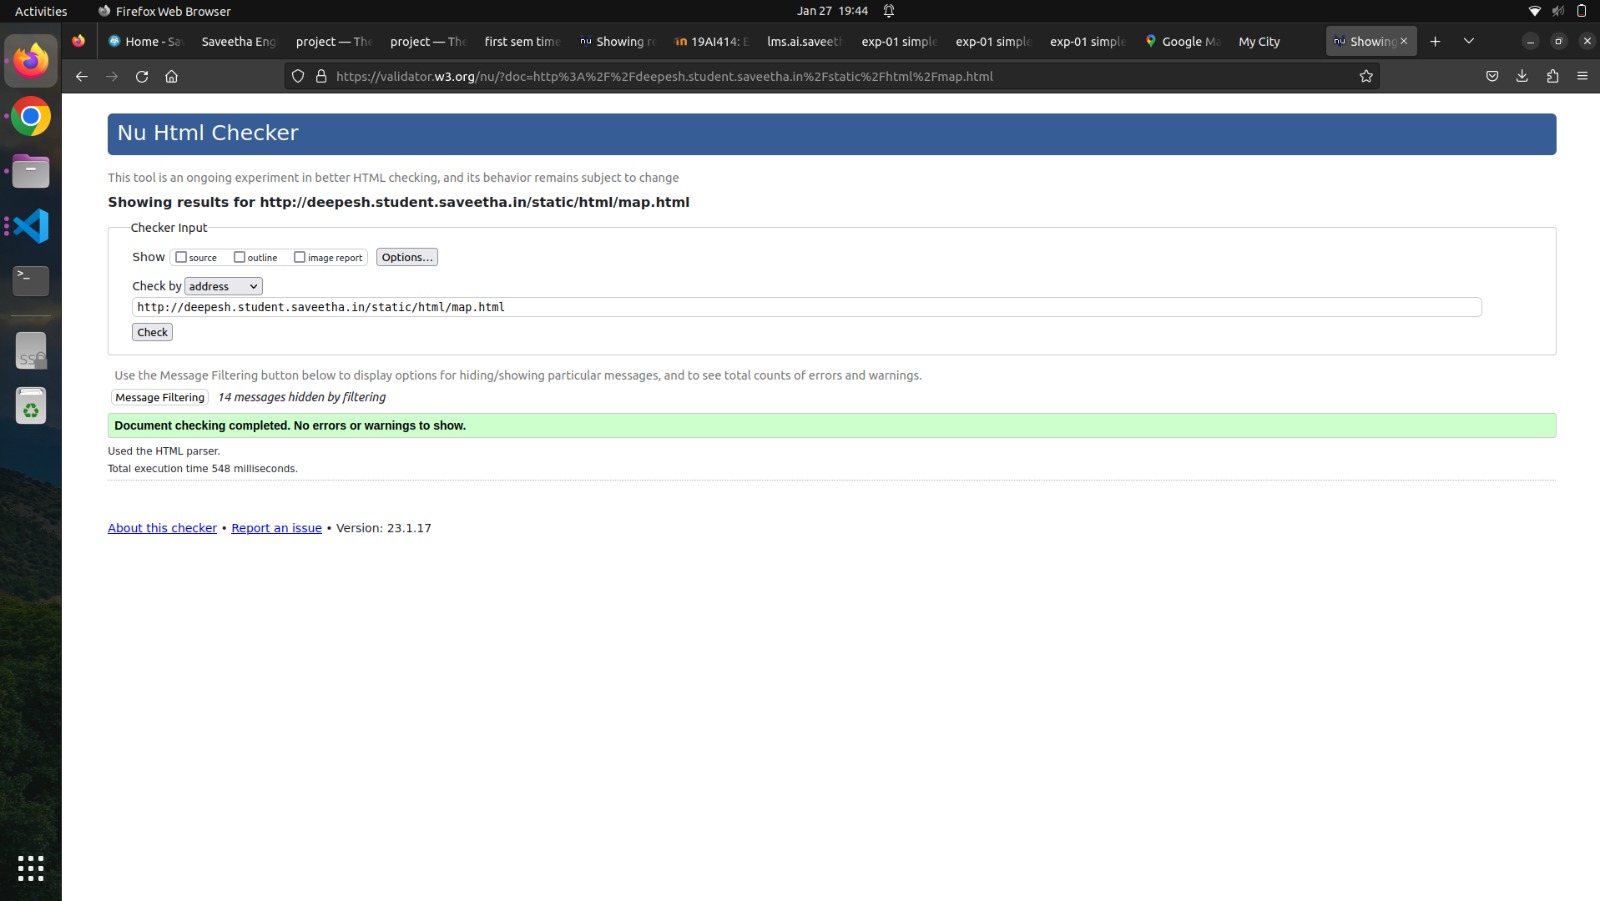 Activities Firefox Web Browser Jan 27 19:44
Home - Sa Saveetha Eng project — The project — The first sem time Showing re 19AI414: E lms.ai.saveeth exp-01 simple exp-01 simple exp-01 simple Google Ma My City Showing
https://validator.w3.org/nu/?doc=http%3A%2F%2Fdeepesh.student.saveetha.in%2Fstatic%2Fhtml%2Fmap.html
Nu Html Checker
This tool is an ongoing experiment in better HTML checking, and its behavior remains subject to change
Showing results for http://deepesh.student.saveetha.in/static/html/map.html
Checker Input
Show source outline image report Options...
Check by address
http://deepesh.student.saveetha.in/static/html/map.html
Check
Use the Message Filtering button below to display options for hiding/showing particular messages, and to see total counts of errors and warnings.
Message Filtering 14 messages hidden by filtering
Document checking completed. No errors or warnings to show.
Used the HTML parser.
Total execution time 548 milliseconds.
About this checker • Report an issue • Version: 23.1.17